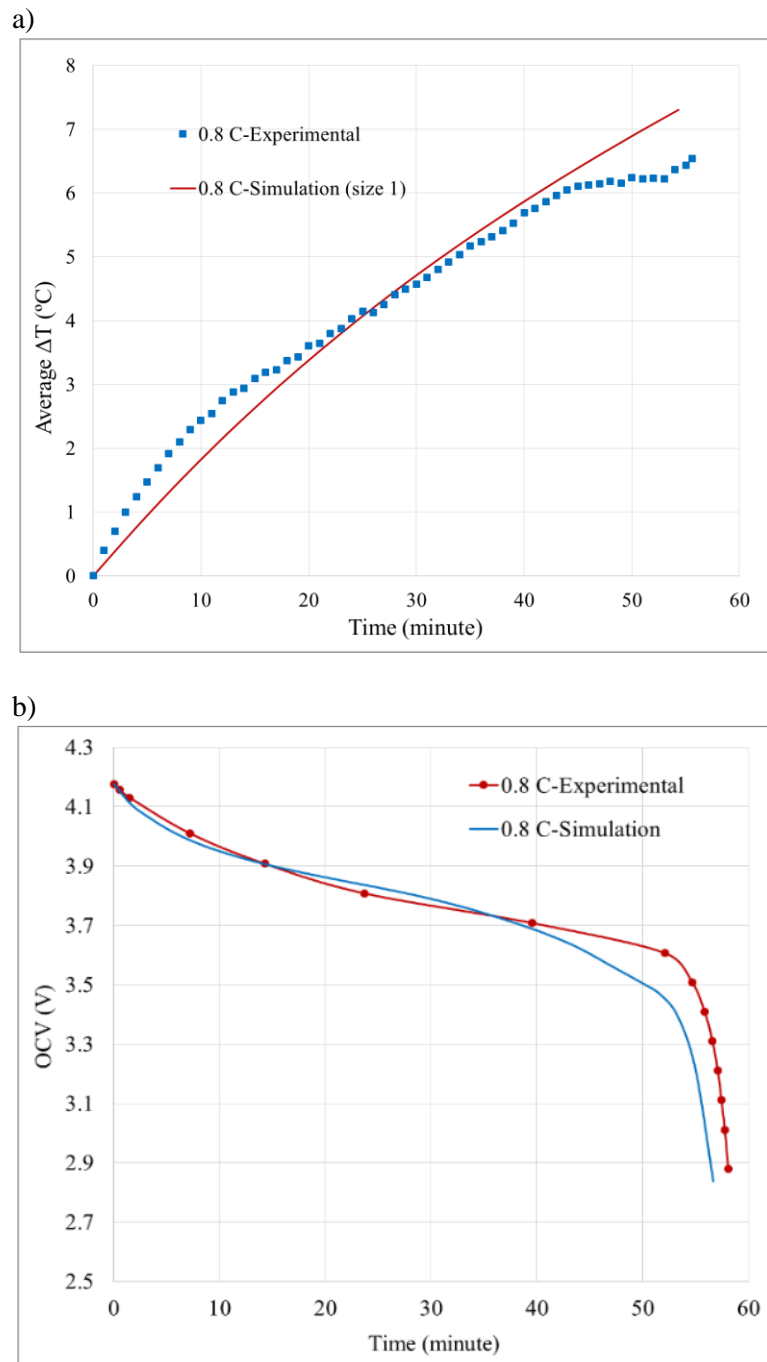 a)
8
7
6
5
4
3
2
1
0
Average ΔT (ºC)
0.8 C-Experimental
0.8 C-Simulation (size 1)
0 10 20 30 40 50 60
Time (minute)
b)
4.3
4.1
3.9
3.7
3.5
3.3
3.1
2.9
2.7
2.5
OCV (V)
0.8 C-Experimental
0.8 C-Simulation
0 10 20 30 40 50 60
Time (minute)